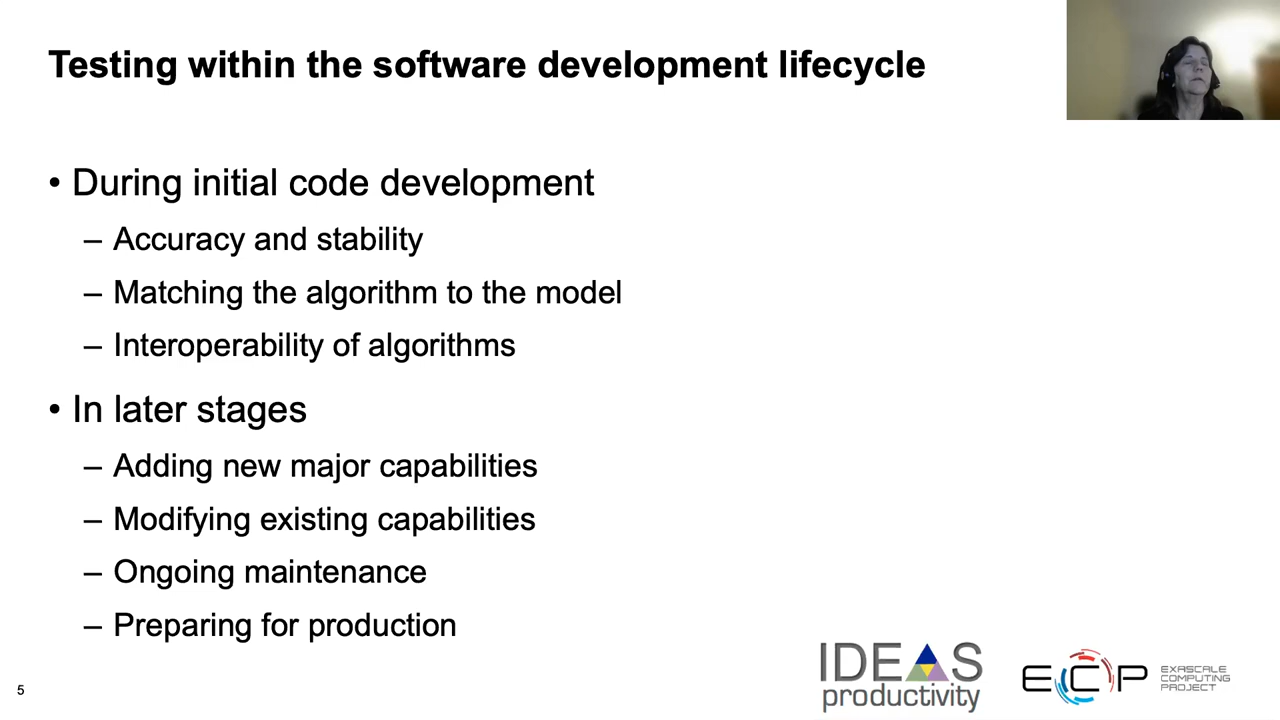 Testing within the software development lifecycle
• During initial code development
– Accuracy and stability
– Matching the algorithm to the model
– Interoperability of algorithms
• In later stages
– Adding new major capabilities
– Modifying existing capabilities
– Ongoing maintenance
– Preparing for production
5
IDEAS
productivity
ECP
EXASCALE
COMPUTING
PROJECT